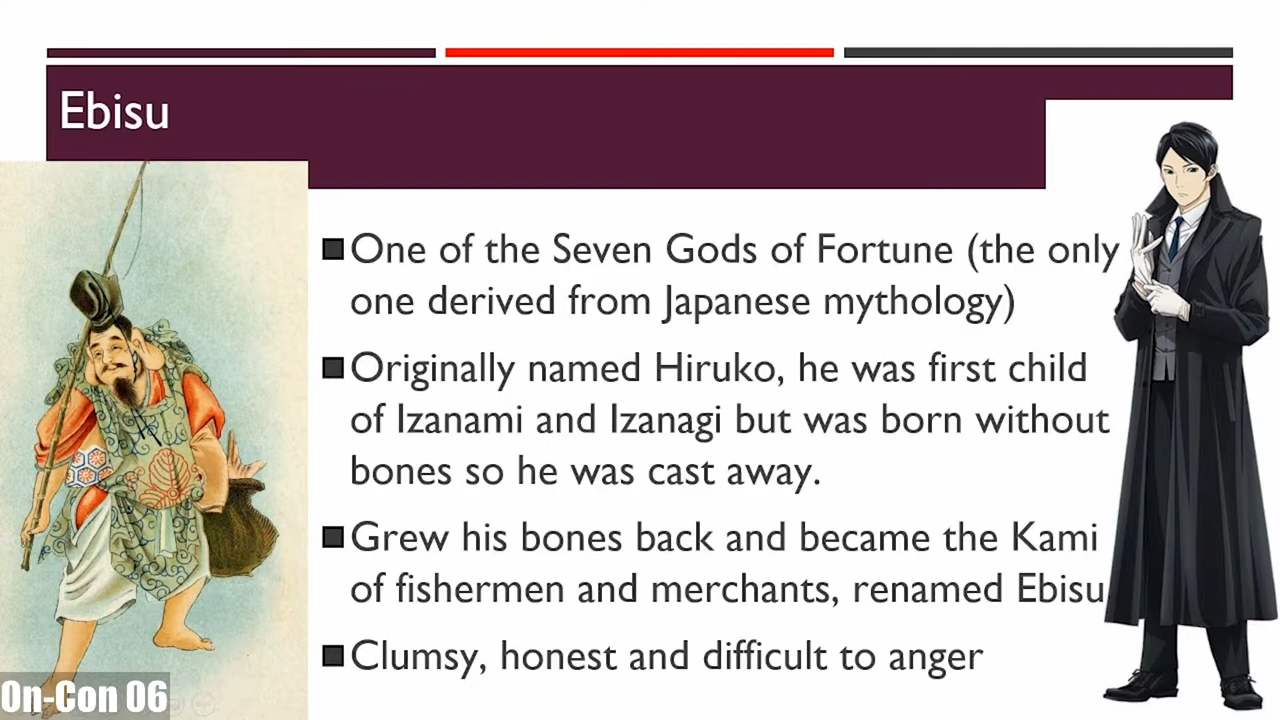 Ebisu
One of the Seven Gods of Fortune (the only
one derived from Japanese mythology)
Originally named Hiruko, he was first child
of Izanami and Izanagi but was born without
bones so he was cast away.
Grew his bones back and became the Kami
of fishermen and merchants, renamed Ebisu
Clumsy, honest and difficult to anger
On-Con 06